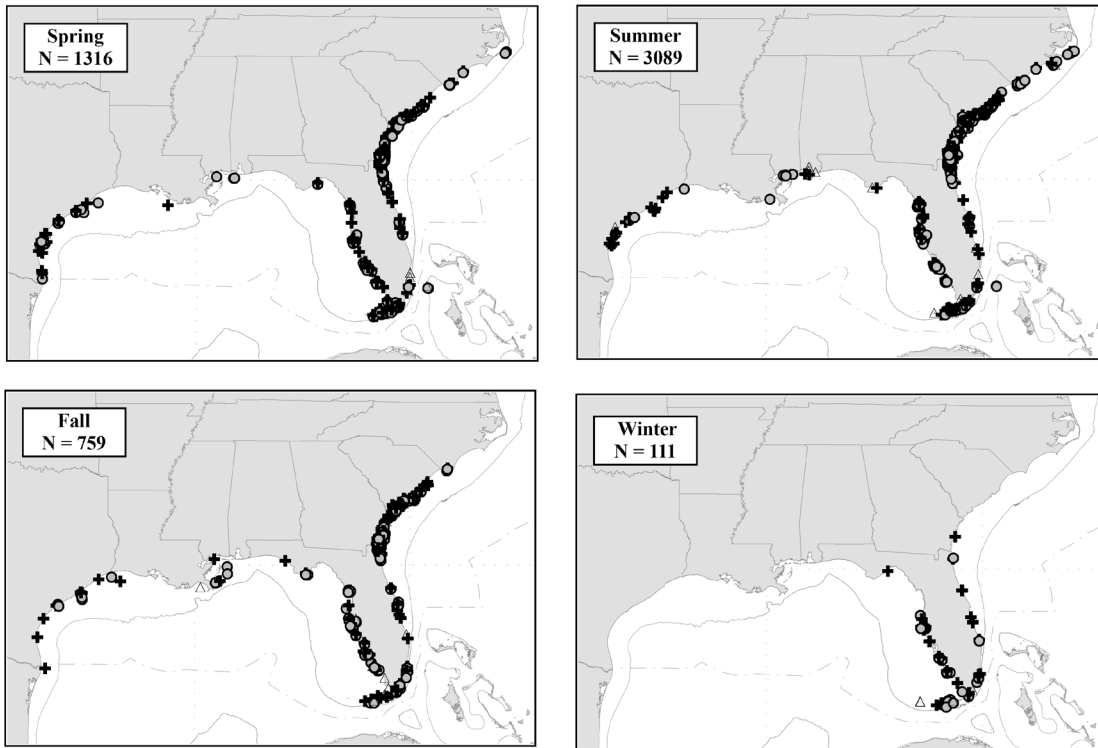 Spring
N = 1316
Summer
N = 3089
Fall
N = 759
Winter
N = 111